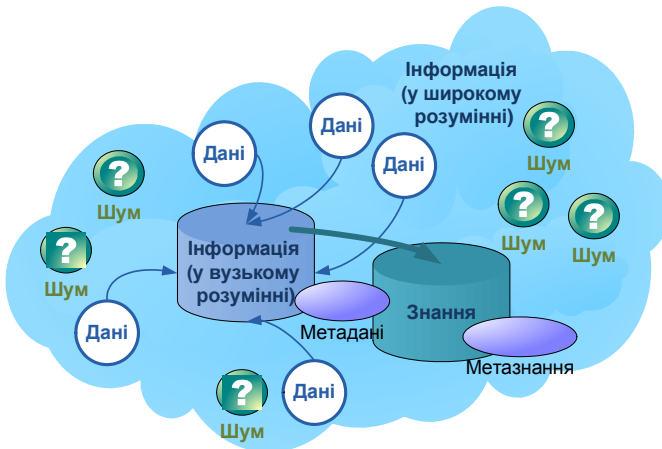 Інформація
(у широкому
розумінні)
Дані
Дані
Дані
?
Шум
?
Шум
?
Шум
?
Шум
?
Шум
Інформація
(у вузькому
розумінні)
Знання
Дані
Метадані
Метазнання
?
Шум
Дані